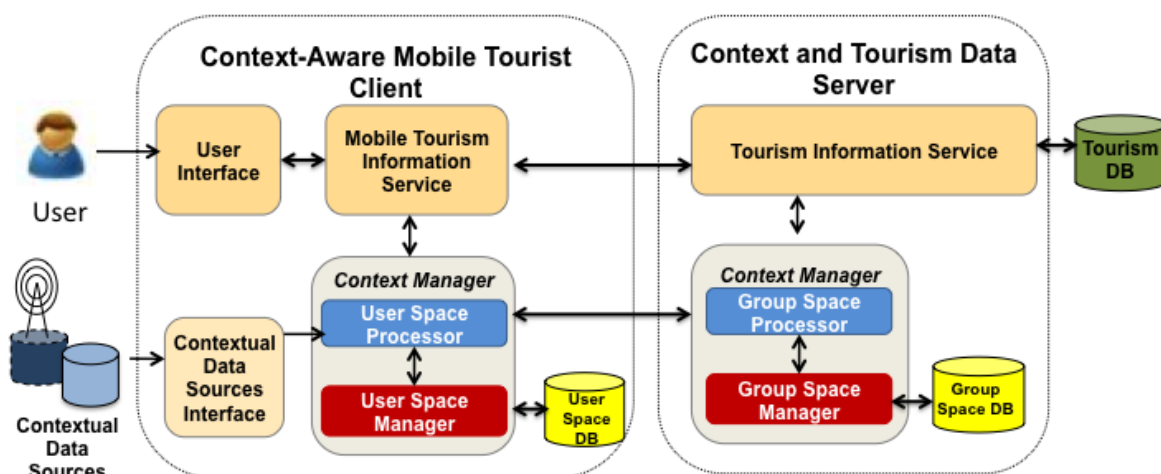 Context-Aware Mobile Tourist
Client
Context and Tourism Data
Server
User
User
Interface
Mobile Tourism
Information
Service
Tourism Information Service
Tourism
DB
Contextual
Data
Sources
Contextual
Data
Sources
Interface
Context Manager
User Space
Processor
User Space
Manager
User
Space
DB
Context Manager
Group Space
Processor
Group Space
Manager
Group
Space DB